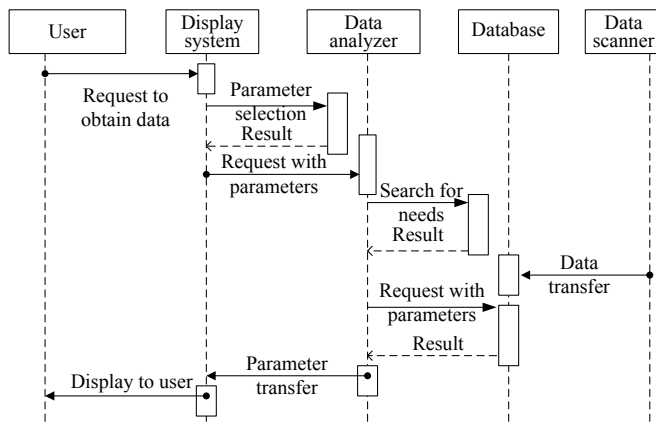 User
Display
system
Data
analyzer
Database
Data
scanner
Request to
obtain data
Parameter
selection
Result
Request with
parameters
Search for
needs
Result
Data
transfer
Request with
parameters
Result
Parameter
transfer
Display to user